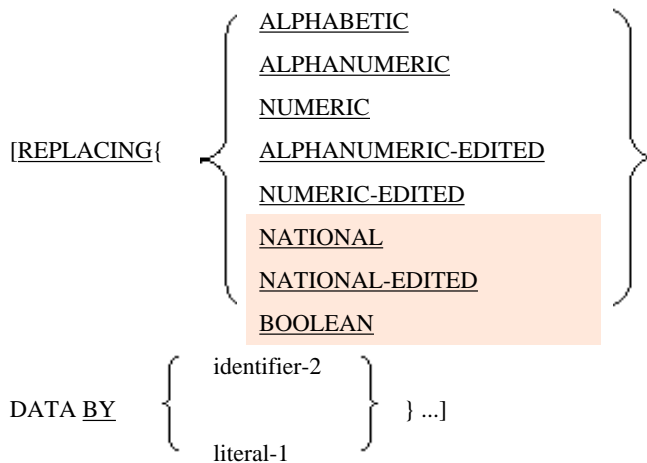 ALPHABETIC
ALPHANUMERIC
NUMERIC
[REPLACING{ ALPHANUMERIC-EDITED
NUMERIC-EDITED
NATIONAL
NATIONAL-EDITED
BOOLEAN
identifier-2
DATA BY } ...]
literal-1